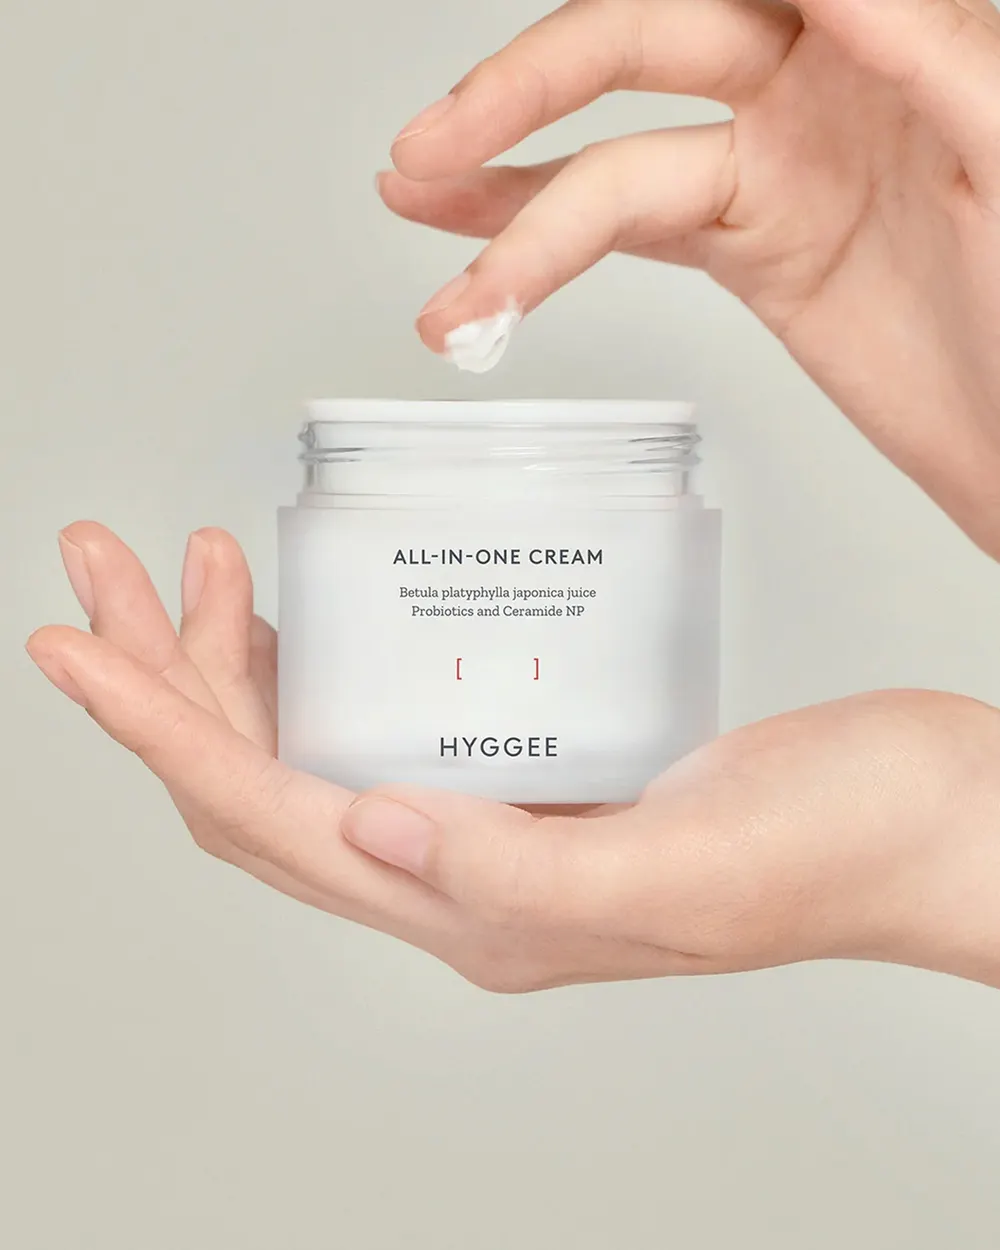 ALL-IN-ONE CREAM
Betula platyphylla japonica juice
Probiotics and Ceramide NP
[ ]
HYGGEE